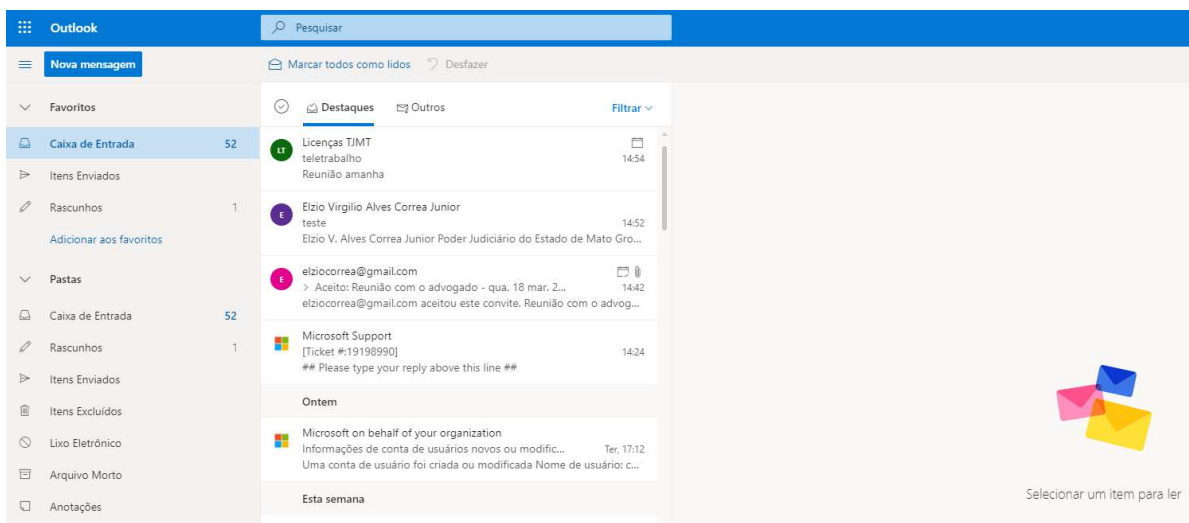 Outlook
Pesquisar
Nova mensagem
Marcar todos como lidos
Desfazer
Favoritos
Caixa de Entrada 52
Itens Enviados
Rascunhos 1
Adicionar aos favoritos
Pastas
Caixa de Entrada 52
Rascunhos 1
Itens Enviados
Itens Excluídos
Lixo Eletrônico
Arquivo Morto
Anotações
Destaques
Outros
Filtrar
LT
Licenças TJMT
teletrabalho 14:54
Reunião amanha
E
Elzio Virgilio Alves Correa Junior
teste 14:52
Elzio V. Alves Correa Junior Poder Judiciário do Estado de Mato Gro...
E
elziocorrea@gmail.com
> Aceito: Reunião com o advogado - qua, 18 mar. 2... 14:42
elziocorrea@gmail.com aceitou este convite. Reunião com o advog...
Microsoft Support
[Ticket #:19198990] 14:24
## Please type your reply above this line ##
Ontem
Microsoft on behalf of your organization
Informações de conta de usuários novos ou modific... Ter, 17:12
Uma conta de usuário foi criada ou modificada Nome de usuário: c...
Esta semana
Selecionar um item para ler